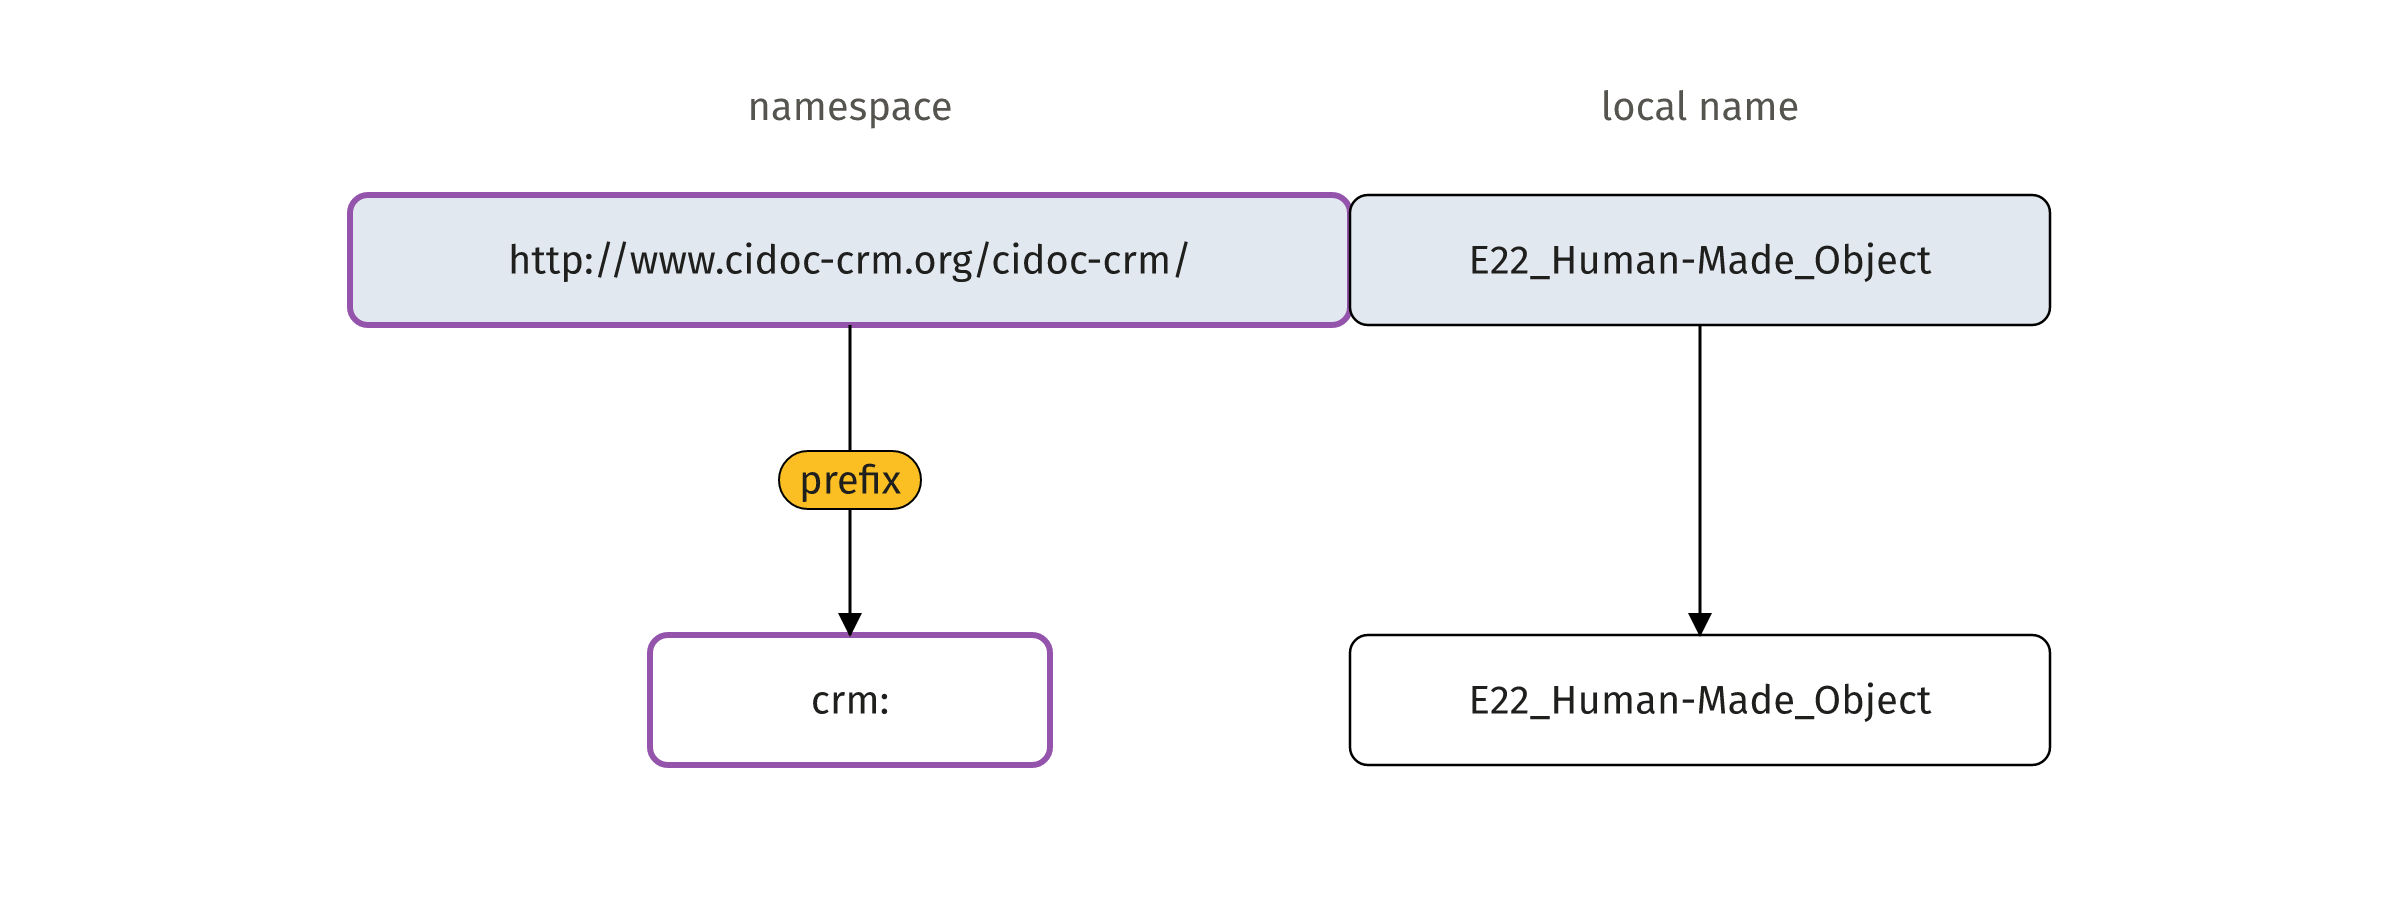 namespace
local name
http://www.cidoc-crm.org/cidoc-crm/
E22_Human-Made_Object
prefix
crm:
E22_Human-Made_Object